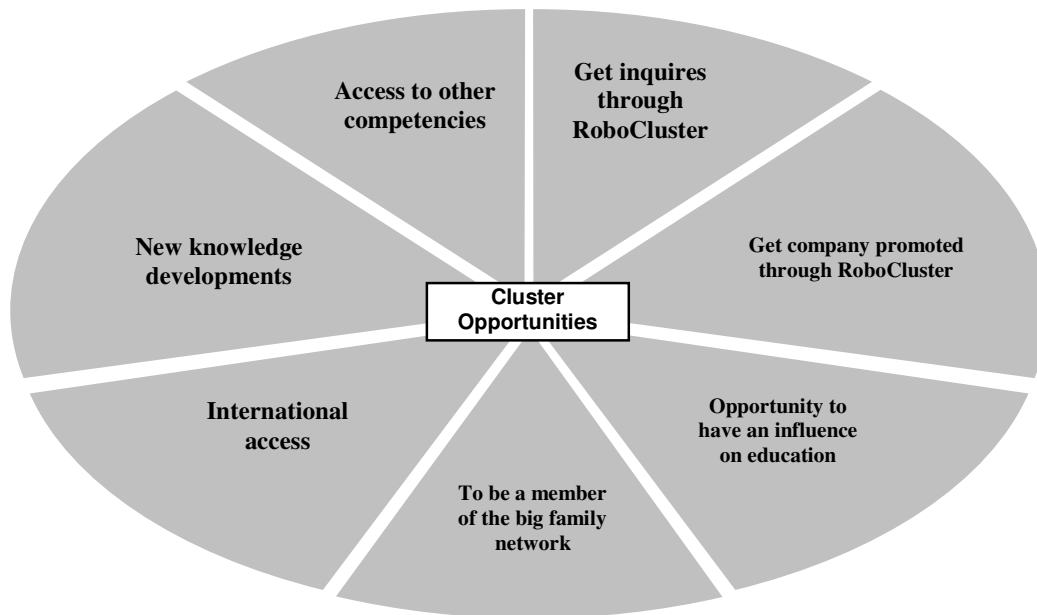 Access to other
competencies
Get inquires
through
RoboCluster
New knowledge
developments
Get company promoted
through RoboCluster
Cluster
Opportunities
International
access
Opportunity to
have an influence
on education
To be a member
of the big family
network